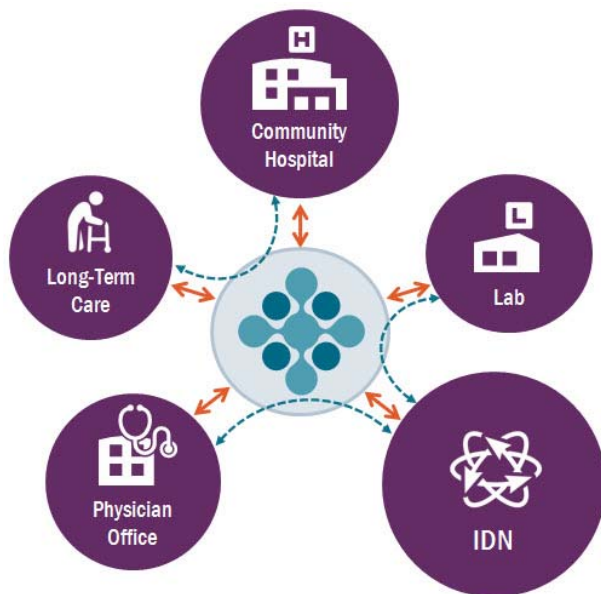 H
Community
Hospital
L
Lab
Long-Term
Care
Physician
Office
IDN